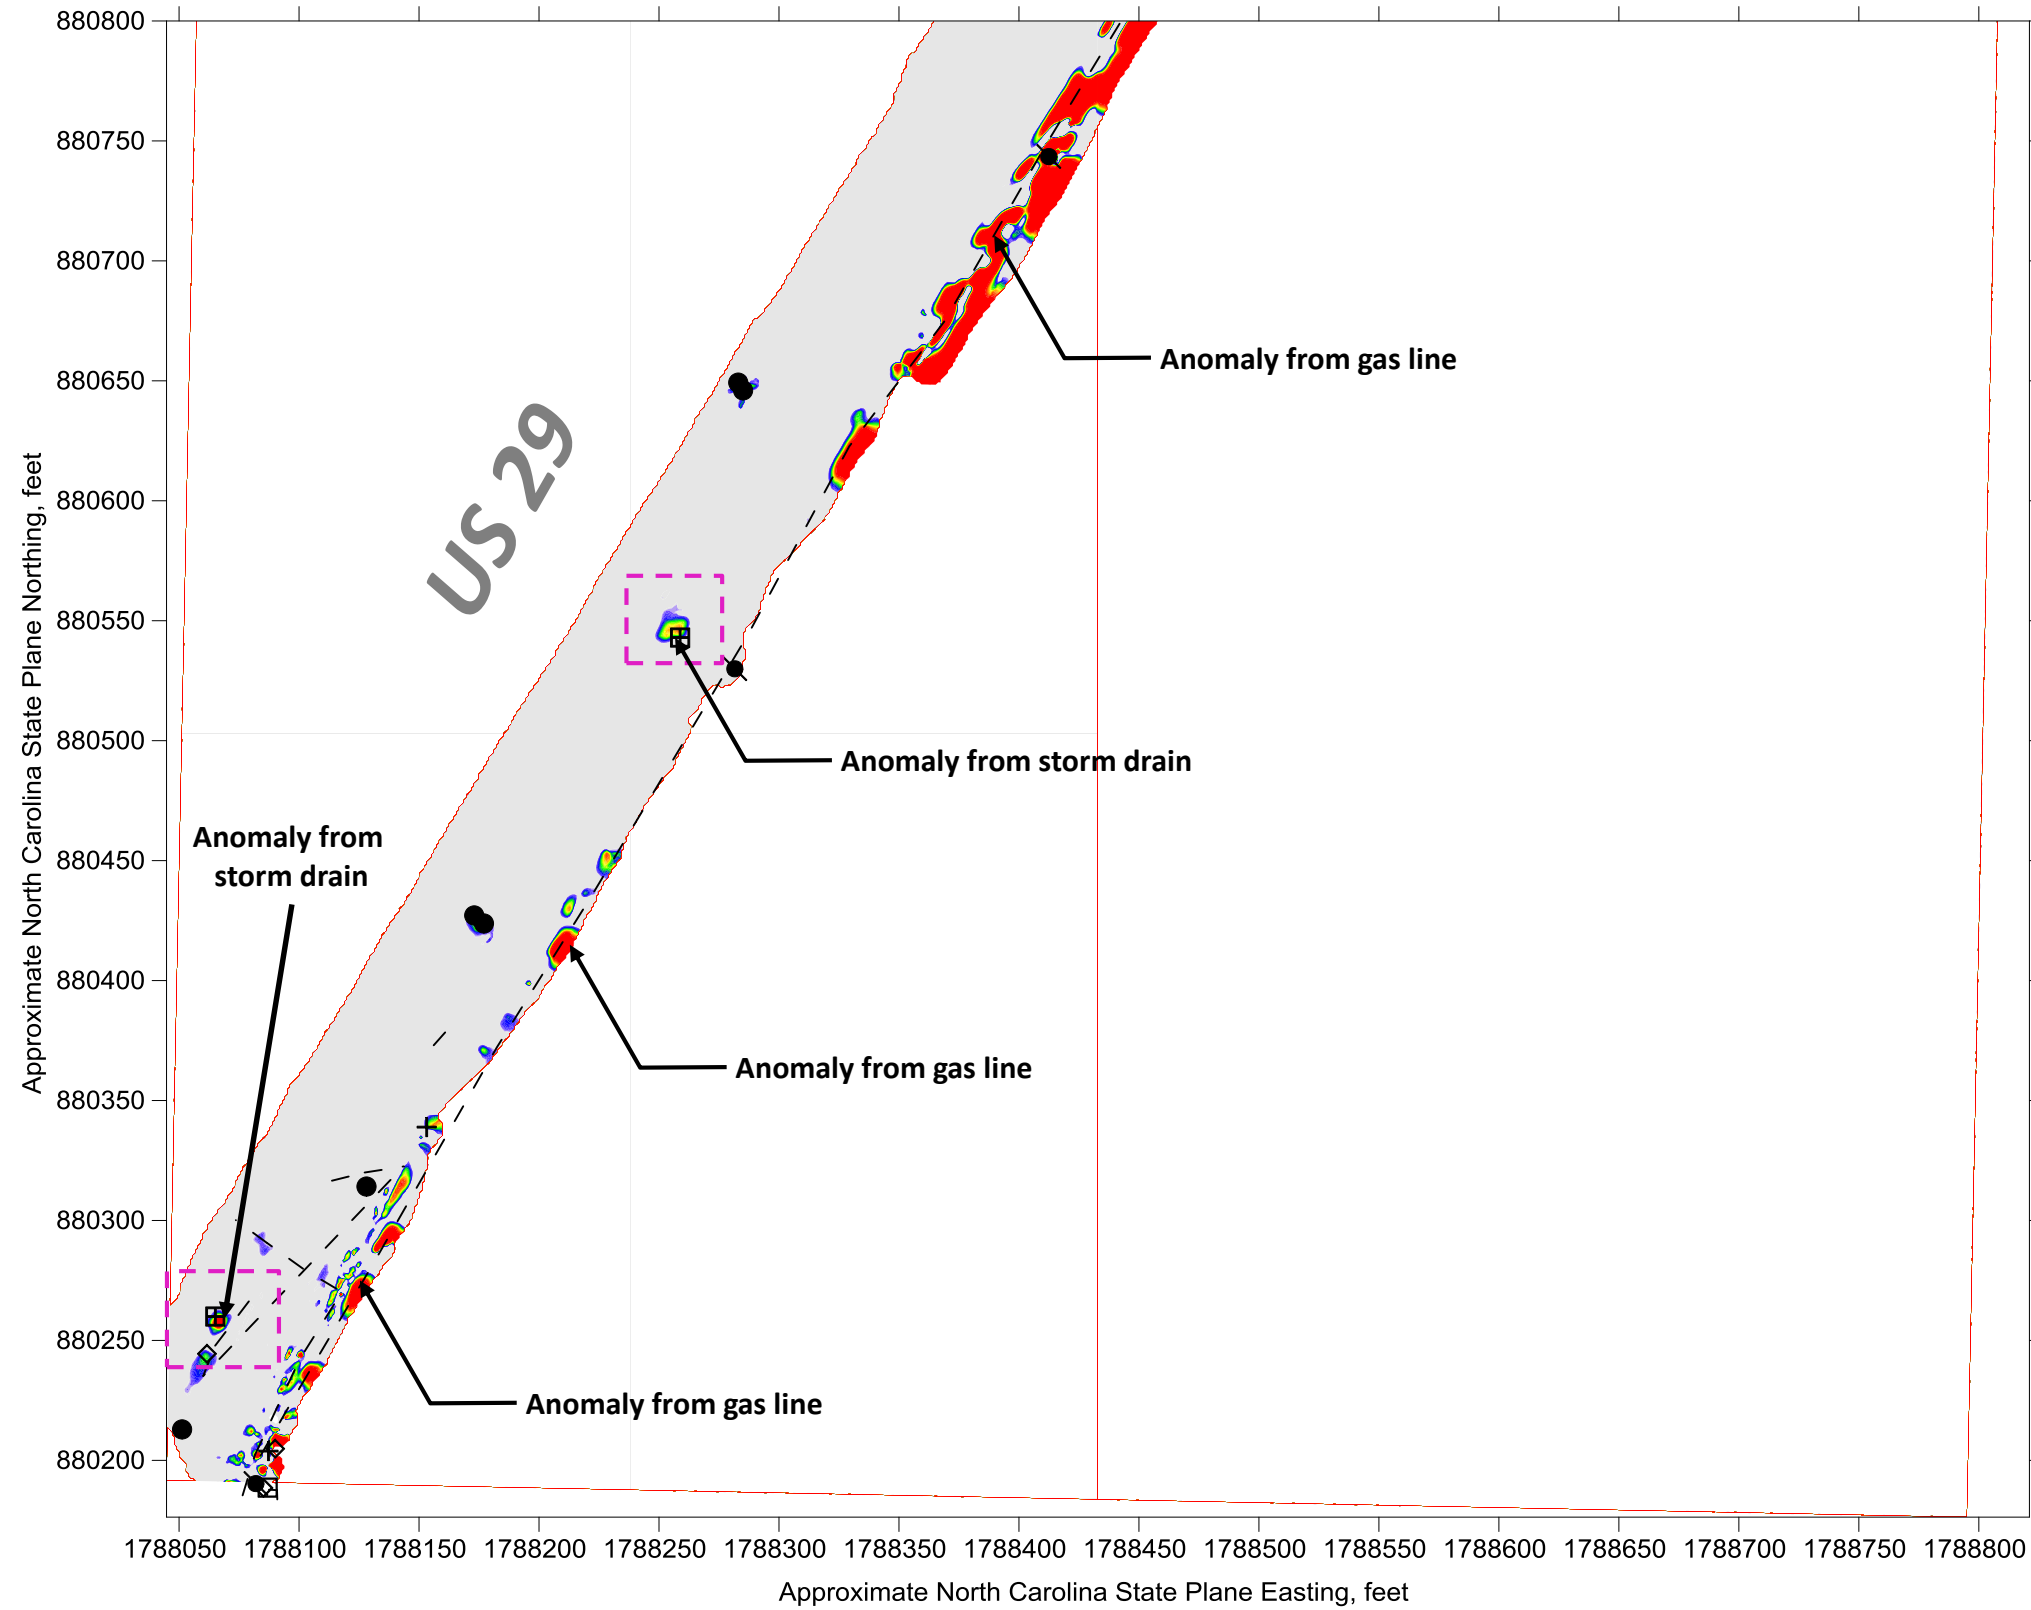 880800
880750
880700
Anomaly from gas line
880650
US 29
880600
880550
880500
Anomaly from storm drain
Anomaly from
storm drain
880450
880400
Anomaly from gas line
880350
880300
880250
Anomaly from gas line
880200
Approximate North Carolina State Plane Northing, feet
1788050 1788100 1788150 1788200 1788250 1788300 1788350 1788400 1788450 1788500 1788550 1788600 1788650 1788700 1788750 1788800
Approximate North Carolina State Plane Easting, feet